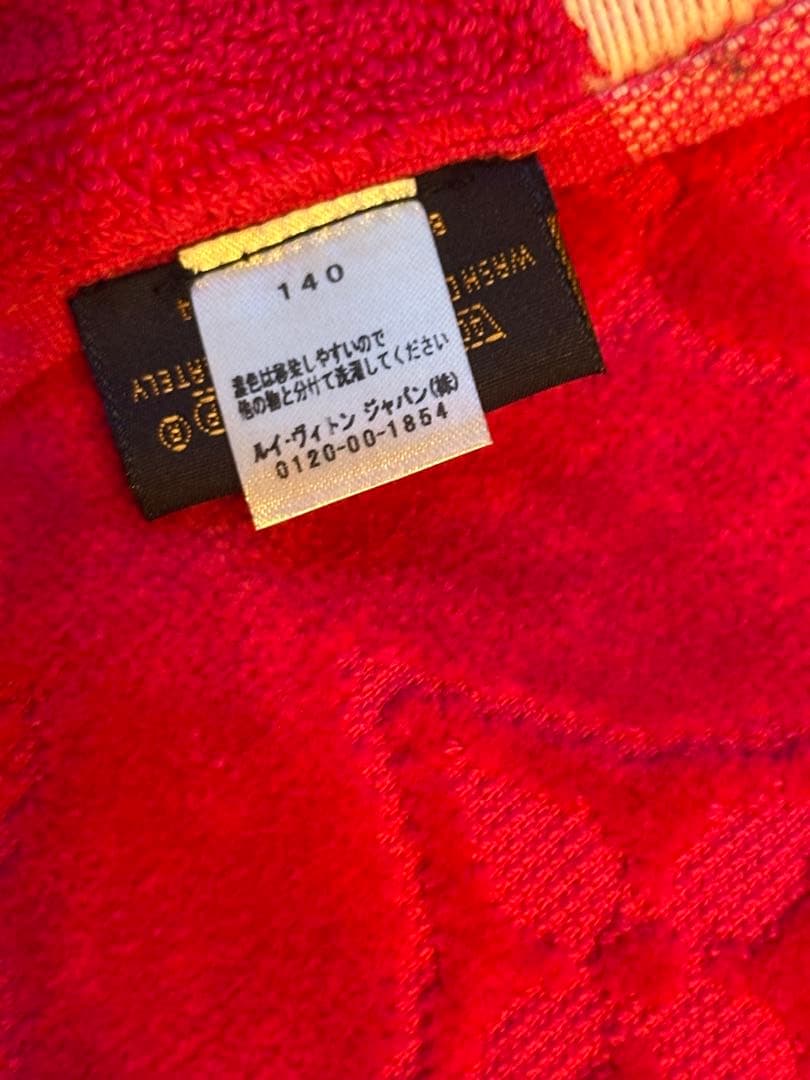 140
濃色は移染しやすいので
他の物と分けて洗濯してください
ルイ・ヴィトン ジャパン(株)
0120-00-1854